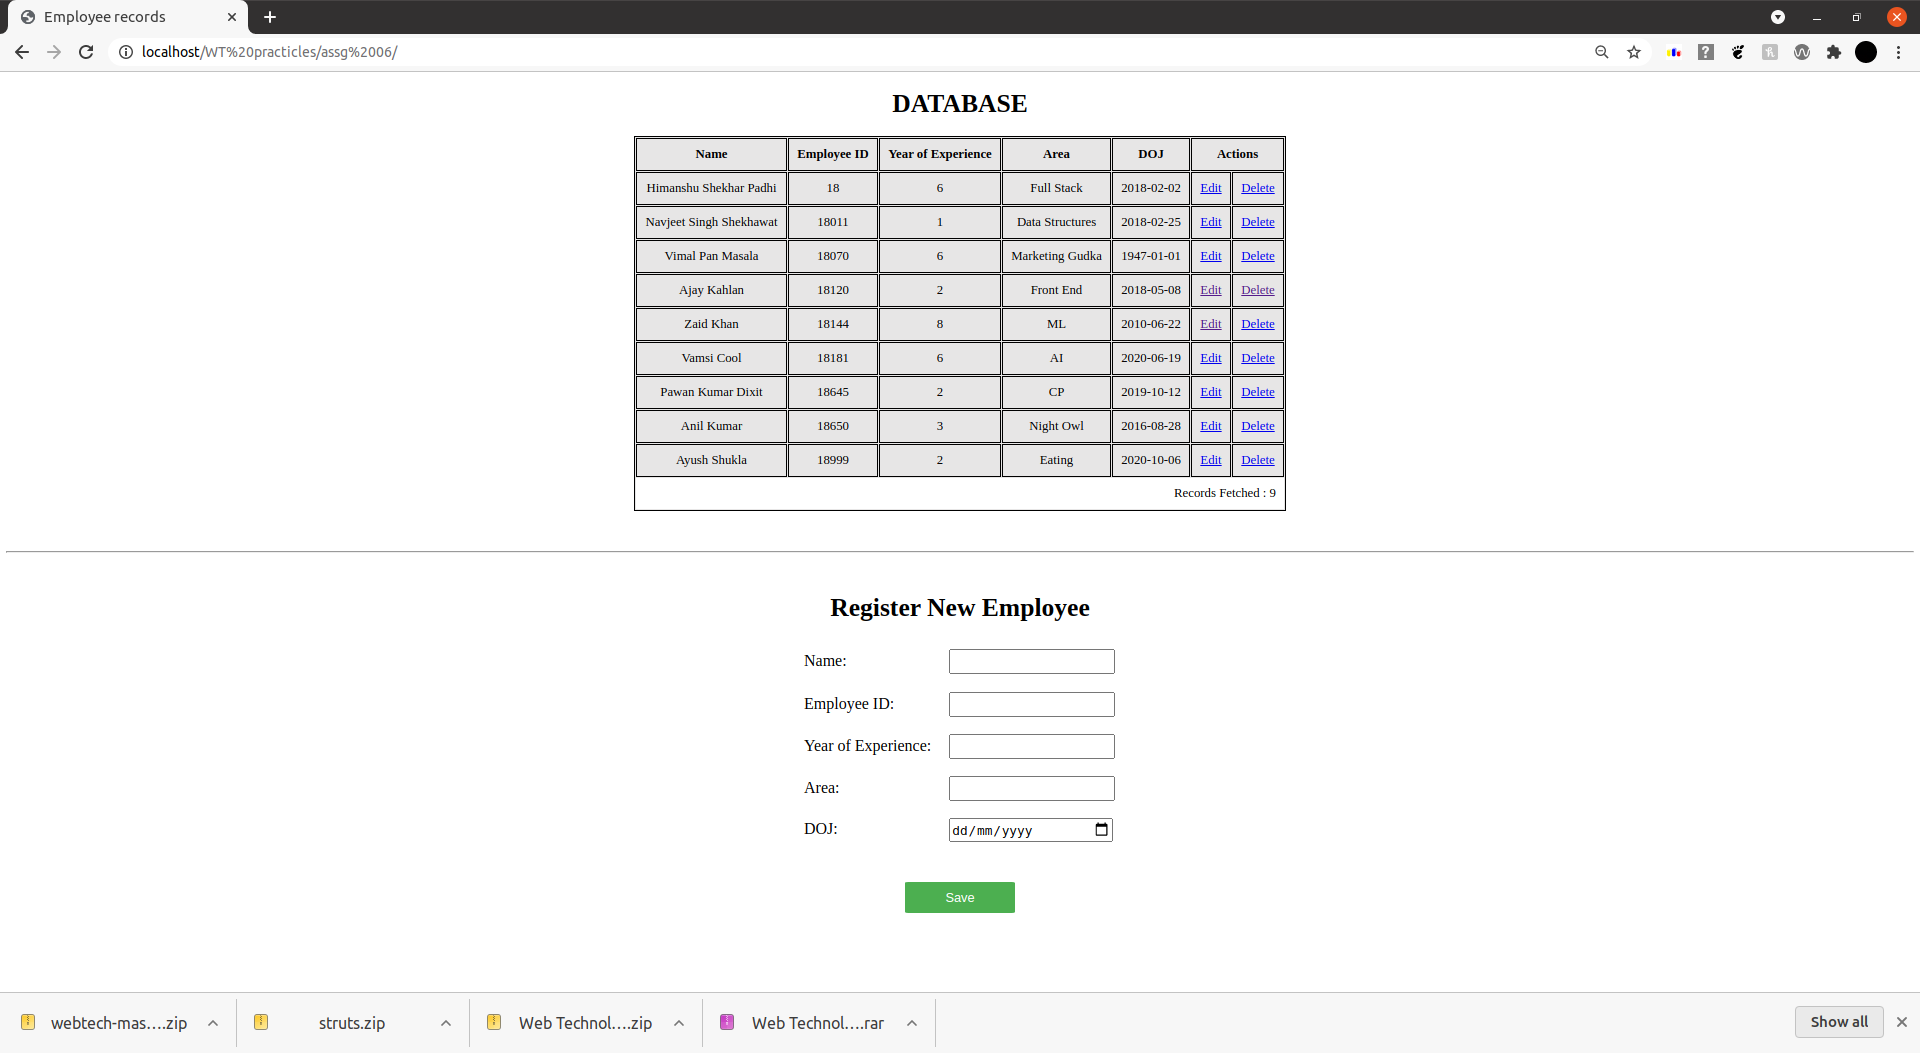 Employee records
localhost/WT%20practicles/assg%2006/
DATABASE
Name Employee ID Year of Experience Area DOJ Actions
Himanshu Shekhar Padhi 18 6 Full Stack 2018-02-02 Edit Delete
Navjeet Singh Shekhawat 18011 1 Data Structures 2018-02-25 Edit Delete
Vimal Pan Masala 18070 6 Marketing Gudka 1947-01-01 Edit Delete
Ajay Kahlan 18120 2 Front End 2018-05-08 Edit Delete
Zaid Khan 18144 8 ML 2010-06-22 Edit Delete
Vamsi Cool 18181 6 AI 2020-06-19 Edit Delete
Pawan Kumar Dixit 18645 2 CP 2019-10-12 Edit Delete
Anil Kumar 18650 3 Night Owl 2016-08-28 Edit Delete
Ayush Shukla 18999 2 Eating 2020-10-06 Edit Delete
Records Fetched : 9
Register New Employee
Name:
Employee ID:
Year of Experience:
Area:
DOJ: dd/mm/yyyy
Save
webtech-mas....zip struts.zip Web Technol....zip Web Technol....rar Show all